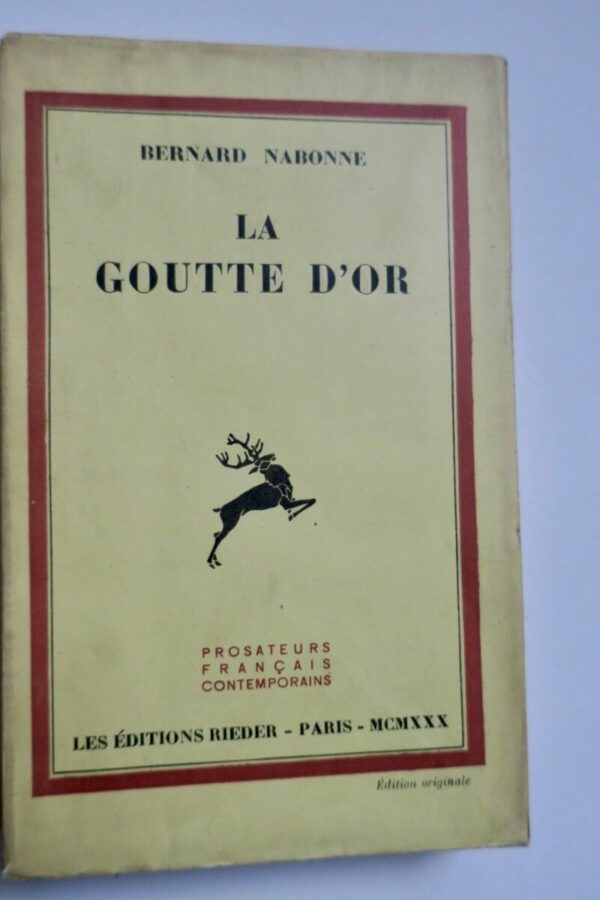 BERNARD NABONNE
LA
GOUTTE D'OR
PROSATEURS
FRANÇAIS
CONTEMPORAINS
LES ÉDITIONS RIEDER – PARIS – MCMXXX
Édition originale